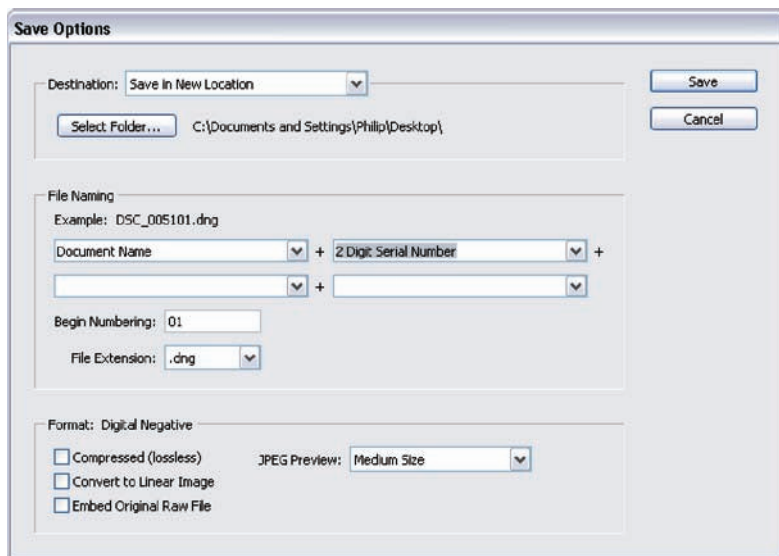 Save Options
Destination: Save in New Location
Save
Select Folder... C:\Documents and Settings\Philip\Desktop\
Cancel
File Naming
Example: DSC_005101.dng
Document Name + 2 Digit Serial Number +
+
Begin Numbering: 01
File Extension: .dng
Format: Digital Negative
Compressed (lossless) JPEG Preview: Medium Size
Convert to Linear Image
Embed Original Raw File